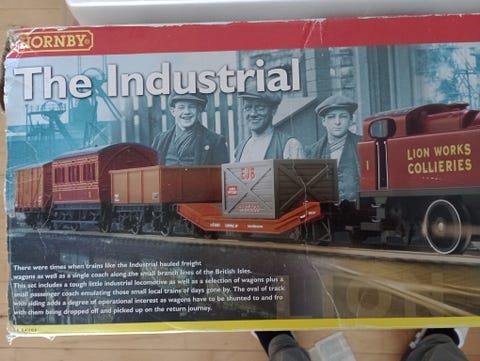 HORNBY
The Industrial
LION WORKS
COLLIERIES
EJB
There were times when trains like the Industrial hauled freight
wagons as well as a single coach along the small branch lines of the British Isles.
This set includes a tough little industrial locomotive as well as a selection of wagons plus a
small passenger coach emulating those small local trains of days gone by. The oval of track
with siding adds a degree of operational interest as wagons have to be shunted to and fro
with them being dropped off and picked up on the return journey.